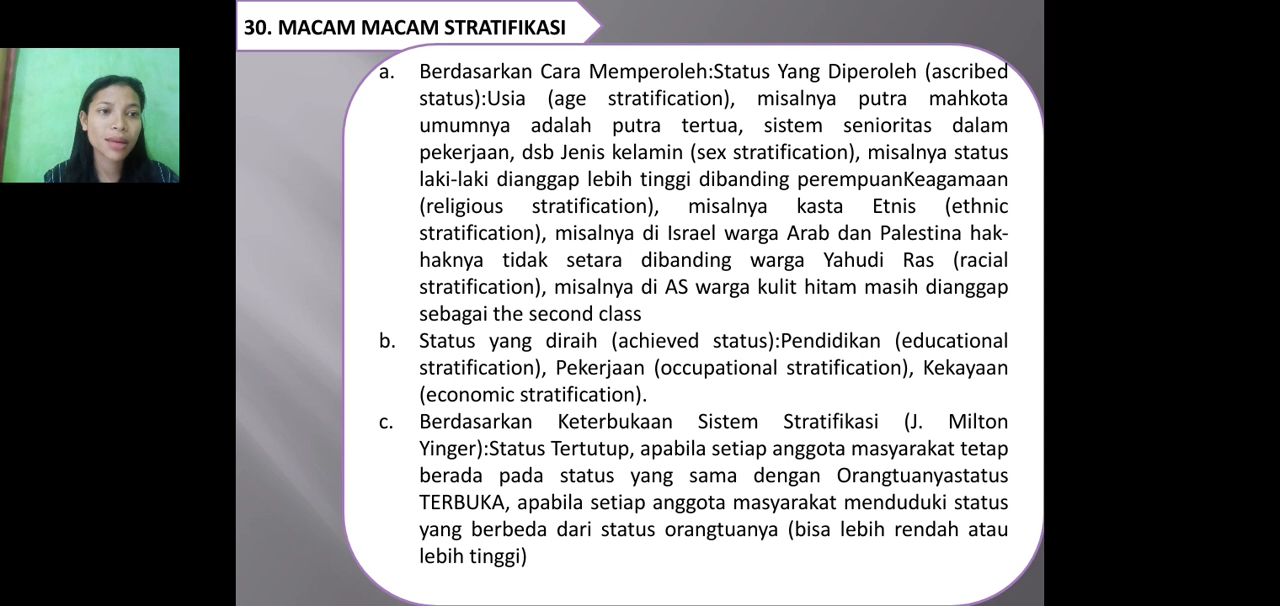 30. MACAM MACAM STRATIFIKASI
a. Berdasarkan Cara Memperoleh:Status Yang Diperoleh (ascribed
status):Usia (age stratification), misalnya putra mahkota
umumnya adalah putra tertua, sistem senioritas dalam
pekerjaan, dsb Jenis kelamin (sex stratification), misalnya status
laki-laki dianggap lebih tinggi dibanding perempuanKeagamaan
(religious stratification), misalnya kasta Etnis (ethnic
stratification), misalnya di Israel warga Arab dan Palestina hak-
haknya tidak setara dibanding warga Yahudi Ras (racial
stratification), misalnya di AS warga kulit hitam masih dianggap
sebagai the second class
b. Status yang diraih (achieved status):Pendidikan (educational
stratification), Pekerjaan (occupational stratification), Kekayaan
(economic stratification).
c. Berdasarkan Keterbukaan Sistem Stratifikasi (J. Milton
Yinger):Status Tertutup, apabila setiap anggota masyarakat tetap
berada pada status yang sama dengan Orangtuanyastatus
TERBUKA, apabila setiap anggota masyarakat menduduki status
yang berbeda dari status orangtuanya (bisa lebih rendah atau
lebih tinggi)